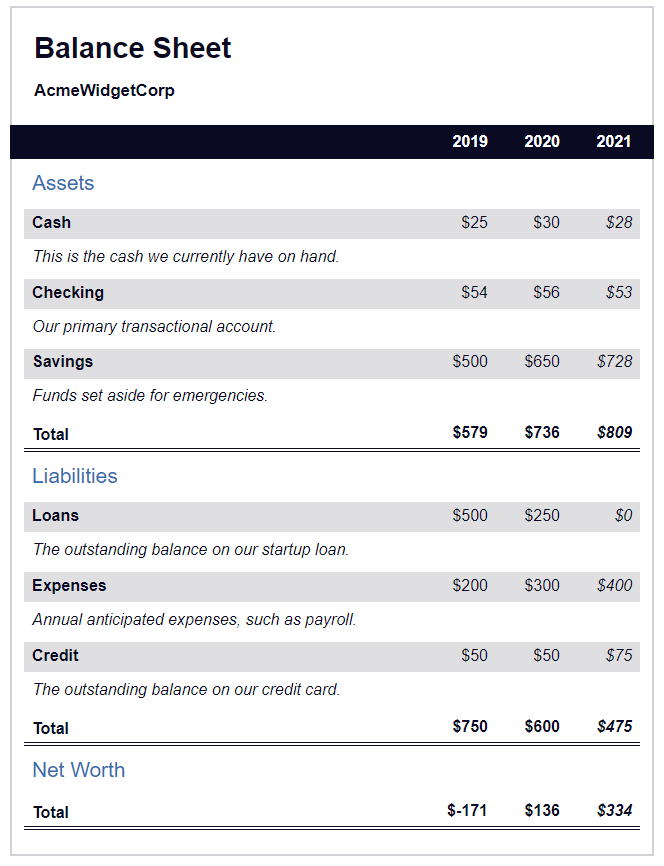 Balance Sheet
AcmeWidgetCorp
2019 2020 2021
Assets
Cash $25 $30 $28
This is the cash we currently have on hand.
Checking $54 $56 $53
Our primary transactional account.
Savings $500 $650 $728
Funds set aside for emergencies.
Total $579 $736 $809
Liabilities
Loans $500 $250 $0
The outstanding balance on our startup loan.
Expenses $200 $300 $400
Annual anticipated expenses, such as payroll.
Credit $50 $50 $75
The outstanding balance on our credit card.
Total $750 $600 $475
Net Worth
Total $-171 $136 $334